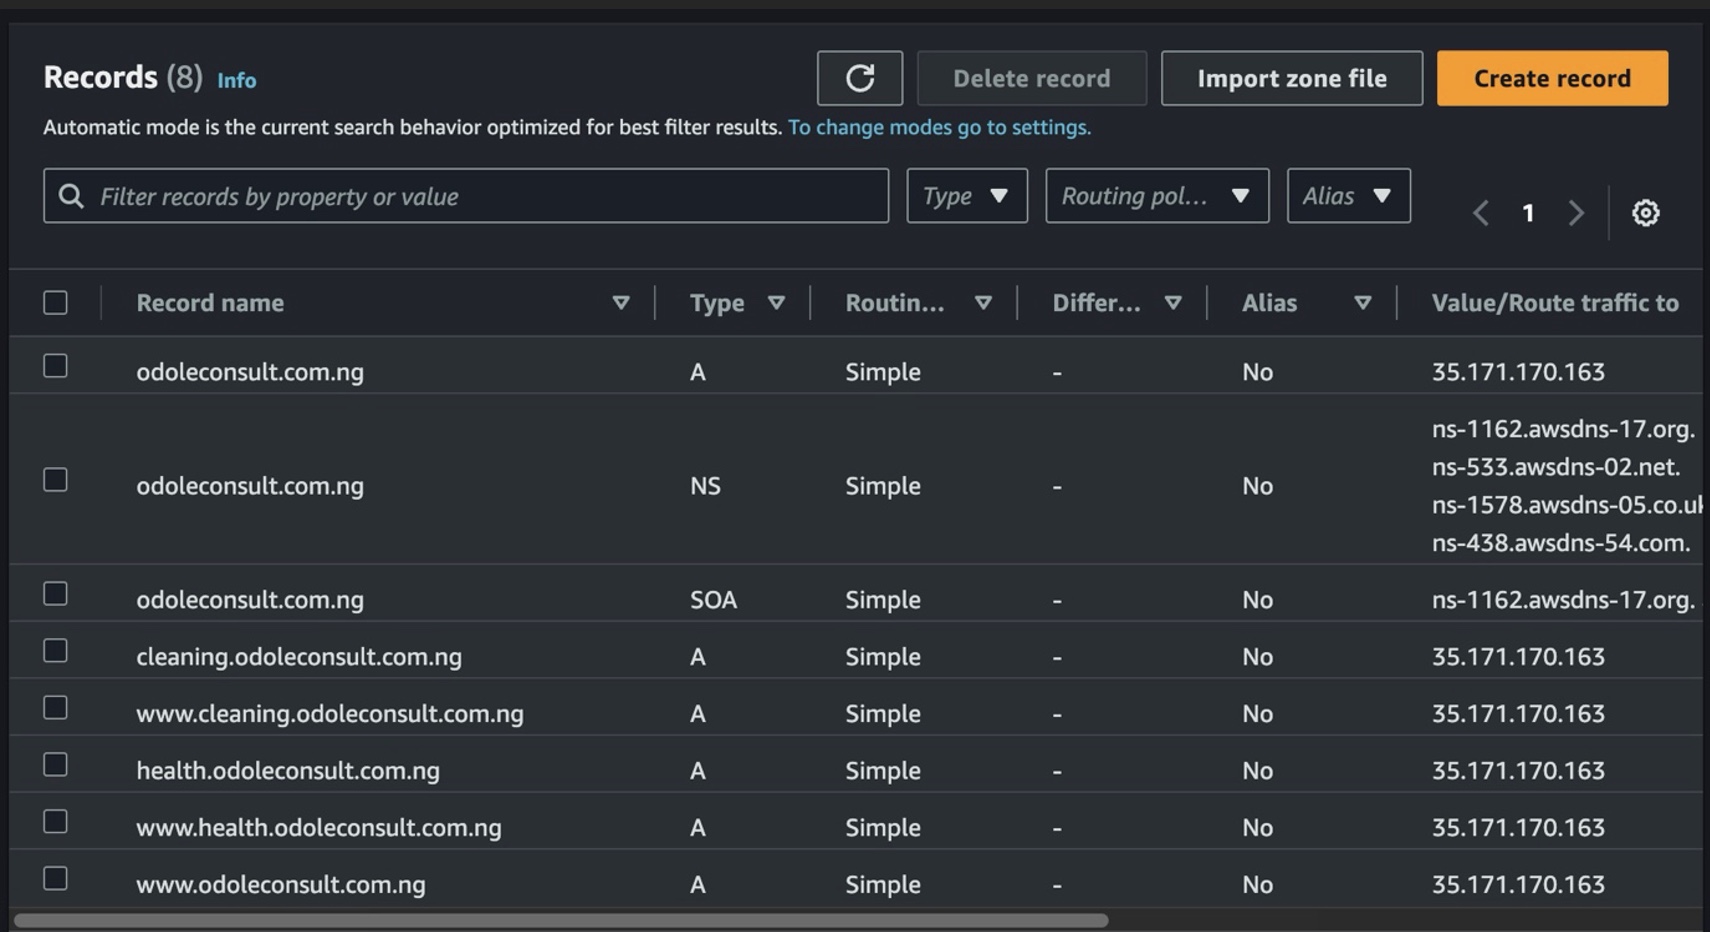 Records (8) Info
Delete record
Import zone file
Create record
Automatic mode is the current search behavior optimized for best filter results. To change modes go to settings.
Filter records by property or value
Type
Routing pol...
Alias
1
Record name Type Routin... Differ... Alias Value/Route traffic to
odoleconsult.com.ng A Simple - No 35.171.170.163
odoleconsult.com.ng NS Simple - No ns-1162.awsdns-17.org.
ns-533.awsdns-02.net.
ns-1578.awsdns-05.co.uk
ns-438.awsdns-54.com.
odoleconsult.com.ng SOA Simple - No ns-1162.awsdns-17.org.
cleaning.odoleconsult.com.ng A Simple - No 35.171.170.163
www.cleaning.odoleconsult.com.ng A Simple - No 35.171.170.163
health.odoleconsult.com.ng A Simple - No 35.171.170.163
www.health.odoleconsult.com.ng A Simple - No 35.171.170.163
www.odoleconsult.com.ng A Simple - No 35.171.170.163